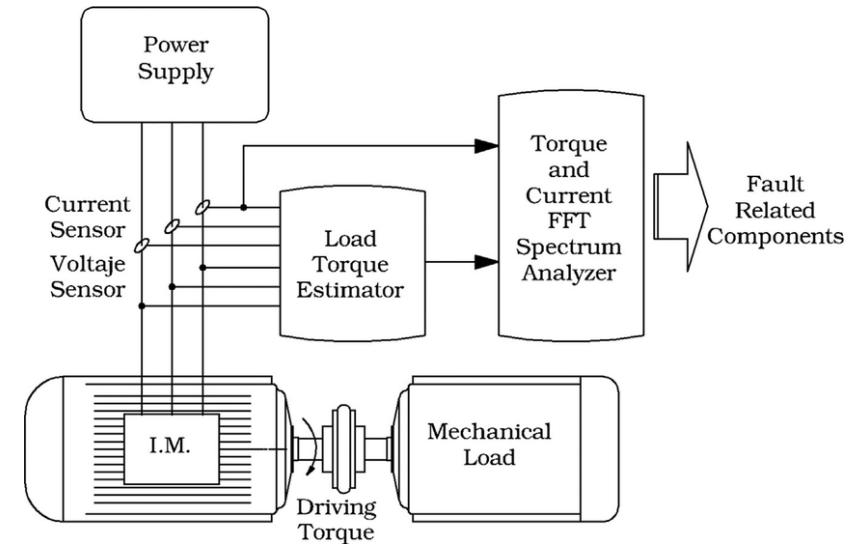 Power
Supply
Torque
and
Current
FFT
Spectrum
Analyzer
Fault
Related
Components
Current
Sensor
Voltaje
Sensor
Load
Torque
Estimator
I.M.
Mechanical
Load
Driving
Torque